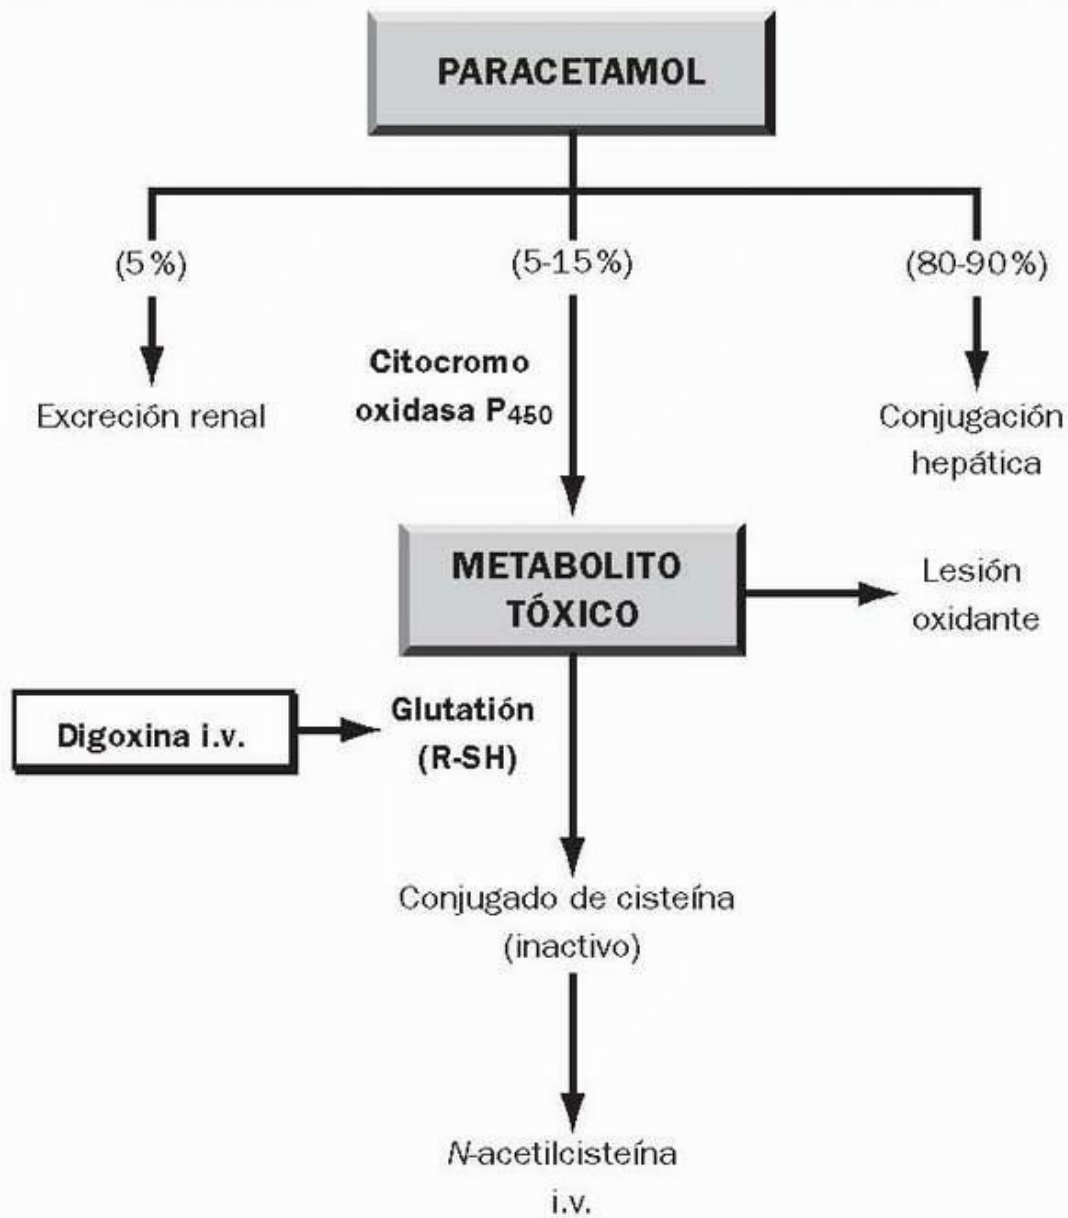 PARACETAMOL
(5%)
(5-15%)
(80-90%)
Citocromo
oxidasa P450
Excreción renal
Conjugación
hepática
METABOLITO
TÓXICO
Lesión
oxidante
Digoxina i.v.
Glutatión
(R-SH)
Conjugado de cisteína
(inactivo)
N-acetilcisteína
i.v.